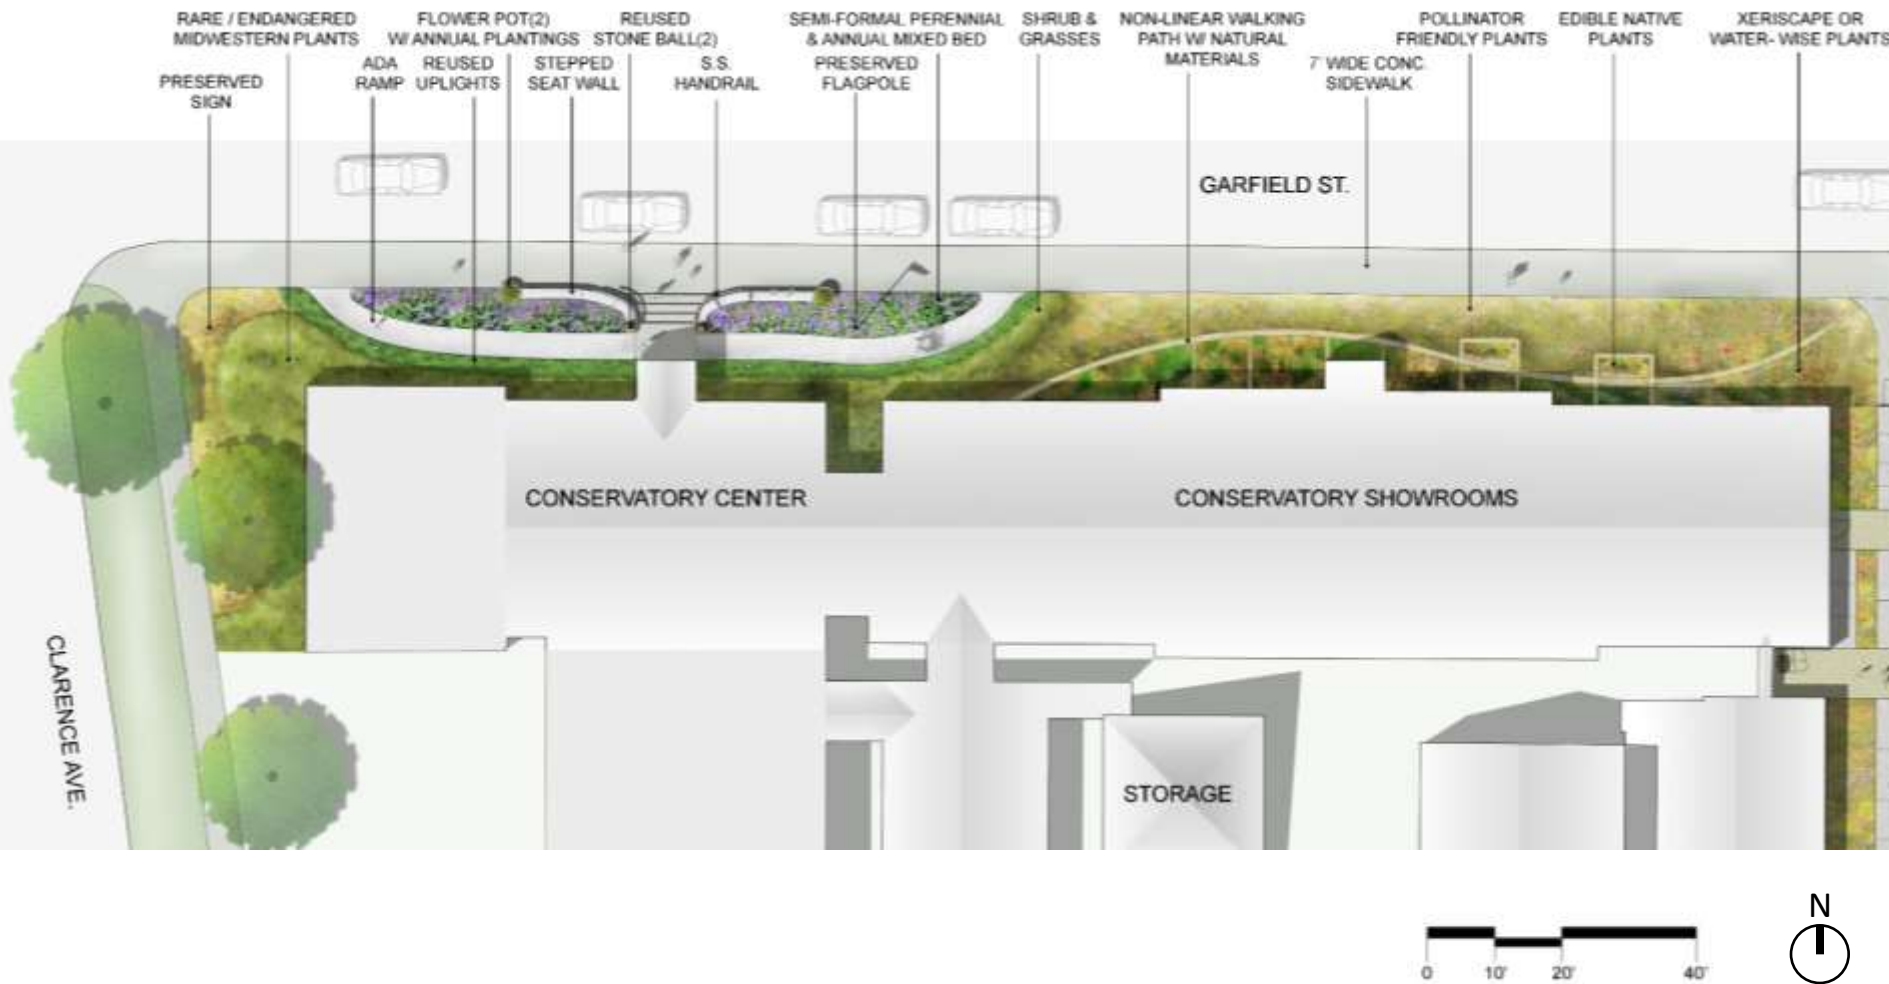 RARE / ENDANGERED
MIDWESTERN PLANTS
FLOWER POT(2)
W/ ANNUAL PLANTINGS
REUSED
STONE BALL(2)
SEMI-FORMAL PERENNIAL
& ANNUAL MIXED BED
SHRUB &
GRASSES
NON-LINEAR WALKING
PATH W/ NATURAL
MATERIALS
POLLINATOR
FRIENDLY PLANTS
EDIBLE NATIVE
PLANTS
XERISCAPE OR
WATER- WISE PLANTS
PRESERVED
SIGN
ADA
RAMP
REUSED
UPLIGHTS
STEPPED
SEAT WALL
S.S.
HANDRAIL
PRESERVED
FLAGPOLE
7' WIDE CONC.
SIDEWALK
GARFIELD ST.
CONSERVATORY CENTER
CONSERVATORY SHOWROOMS
CLARENCE AVE.
STORAGE
N
0 10' 20' 40'